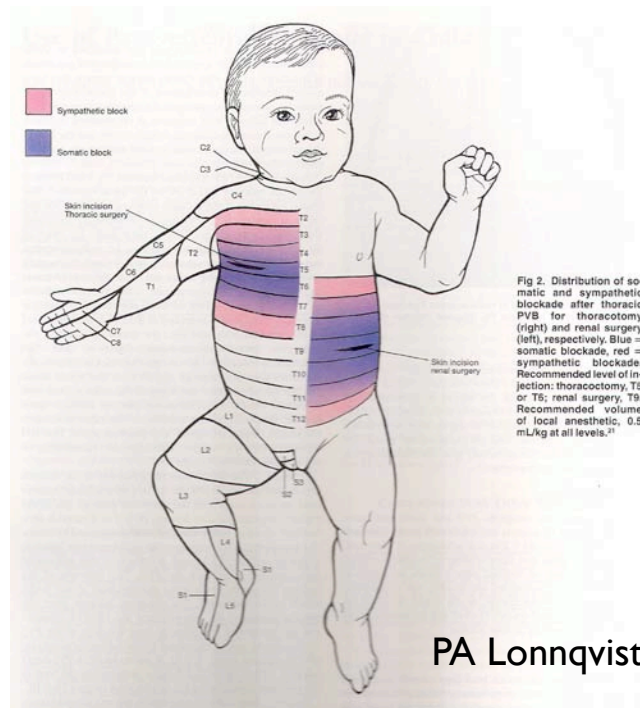 Sympathetic block
Somatic block
C2
C3
C4
Skin incision
Thoracic surgery
C5
C6
T1
T2
C7
C8
T2
T3
T4
T5
T6
T7
T8
T9
T10
T11
T12
Skin incision
renal surgery
L1
L2
L3
S2
S3
L4
S1
S1
L5
Fig 2. Distribution of so-
matic and sympathetic
blockade after thoracic
PVB for thoracotomy
(right) and renal surgery
(left), respectively. Blue =
somatic blockade, red =
sympathetic blockade.
Recommended level of in-
jection: thoracoctomy, T5
or T6; renal surgery, T9.
Recommended volume
of local anesthetic, 0.5
mL/kg at all levels.21
PA Lonnqvist